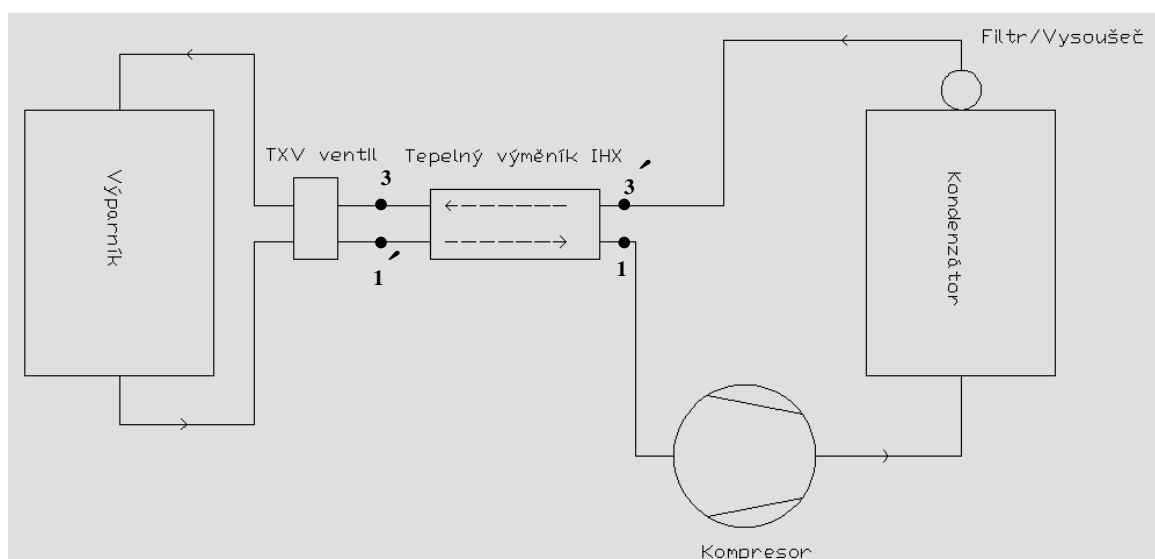 Filtr/Vysoušeč
TXV ventil
Tepelný výměník IHX
3
3´
1´
1
Výparník
Kondenzátor
Kompresor